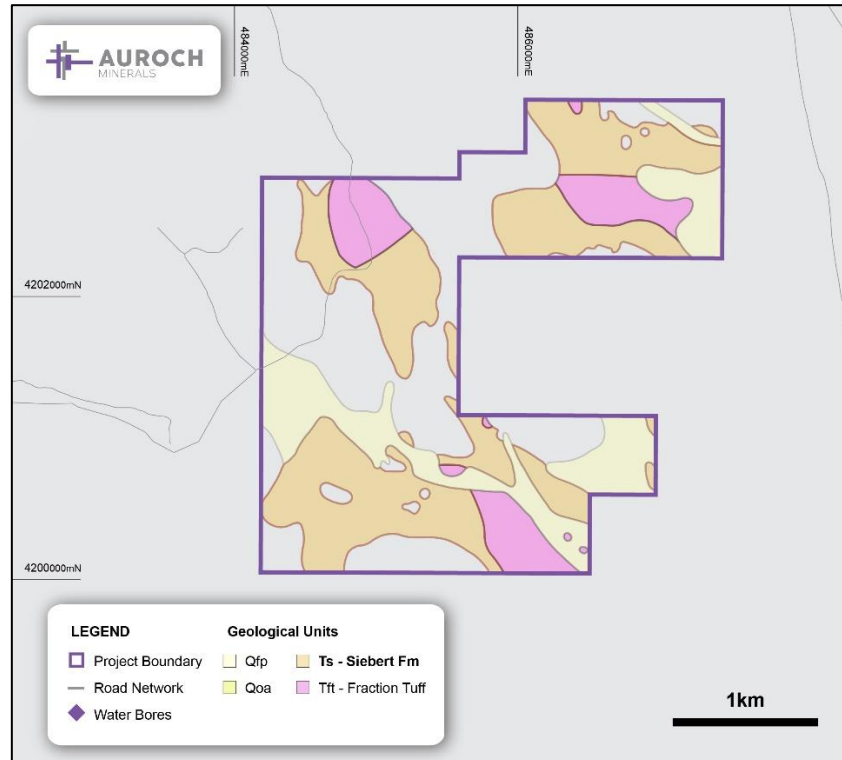 AUROCH
MINERALS
484000mE
486000mE
4202000mN
4200000mN
LEGEND
Project Boundary
Road Network
Water Bores
Geological Units
Qfp
Qoa
Ts - Siebert Fm
Tft - Fraction Tuff
1km